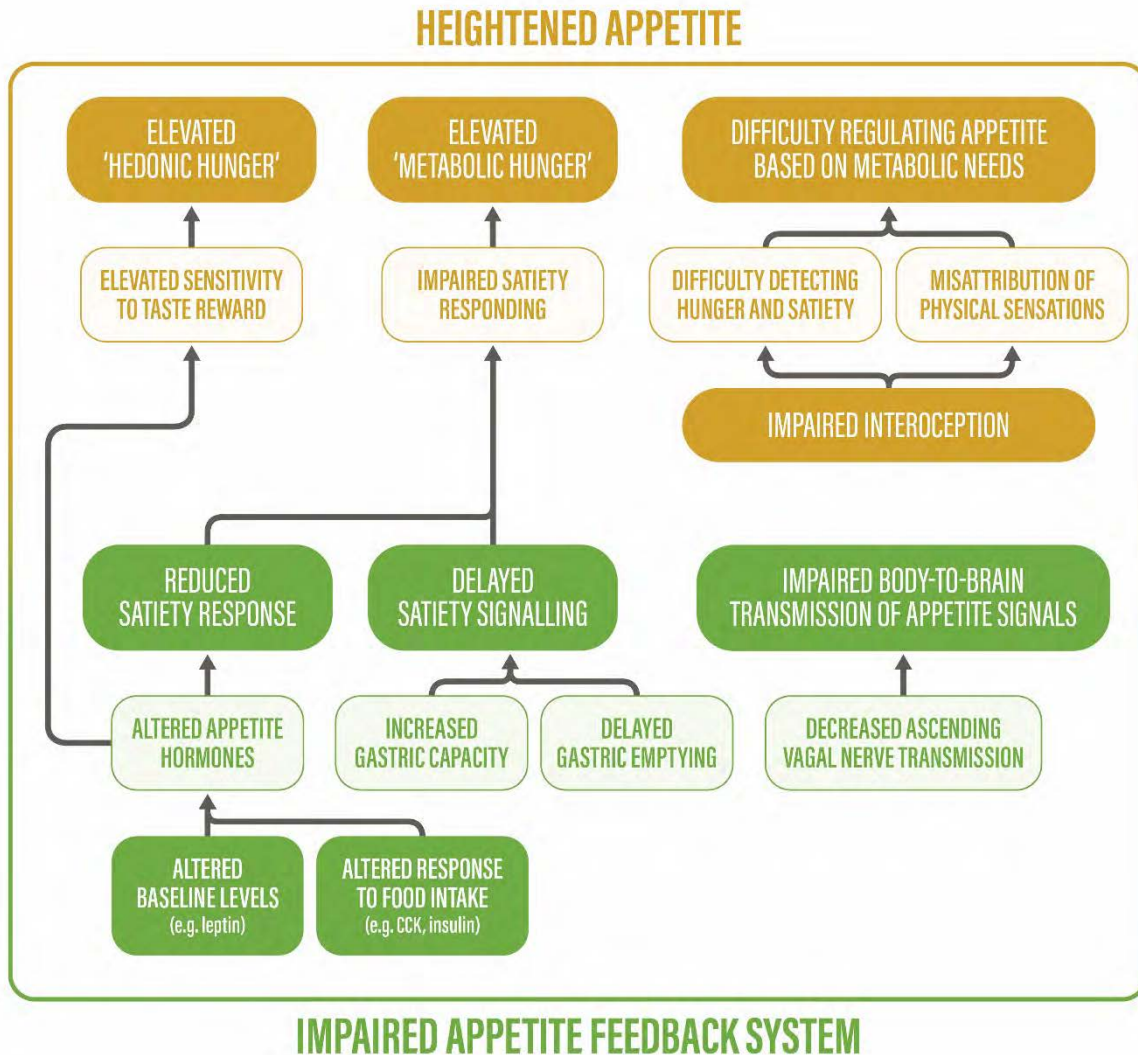 HEIGHTENED APPETITE
ELEVATED
'HEDONIC HUNGER'
ELEVATED
'METABOLIC HUNGER'
DIFFICULTY REGULATING APPETITE
BASED ON METABOLIC NEEDS
ELEVATED SENSITIVITY
TO TASTE REWARD
IMPAIRED SATIETY
RESPONDING
DIFFICULTY DETECTING
HUNGER AND SATIETY
MISATTRIBUTION OF
PHYSICAL SENSATIONS
IMPAIRED INTEROCEPTION
REDUCED
SATIETY RESPONSE
DELAYED
SATIETY SIGNALLING
IMPAIRED BODY-TO-BRAIN
TRANSMISSION OF APPETITE SIGNALS
ALTERED APPETITE
HORMONES
INCREASED
GASTRIC CAPACITY
DELAYED
GASTRIC EMPTYING
DECREASED ASCENDING
VAGAL NERVE TRANSMISSION
ALTERED
BASELINE LEVELS
(e.g. leptin)
ALTERED RESPONSE
TO FOOD INTAKE
(e.g. CCK, insulin)
IMPAIRED APPETITE FEEDBACK SYSTEM